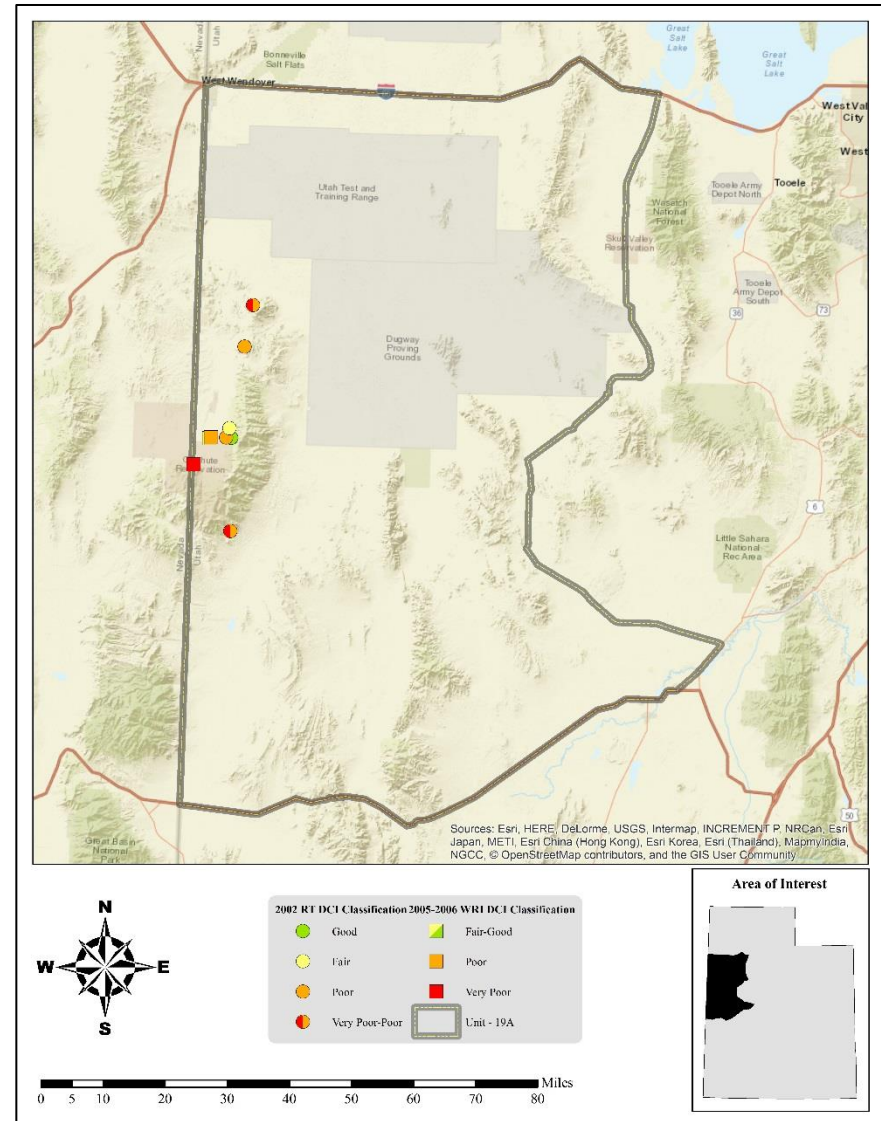 Great
Salt
Lake
Great
Salt
Lake
Nevada
Utah
Bonneville
Salt Flats
West Wendover
80
West Val
City
West
Utah Test and
Training Range
Tooele Army
Depot North
Tooele
Wasatch
National
Forest
Skull Valley
Reservation
Tooele
Army Depot
South
36
73
Dugway
Proving
Grounds
Reservation
6
Little Sahara
National
Rec Area
Nevada
Utah
Great Basin
National
Park
50
Sources: Esri, HERE, DeLorme, USGS, Intermap, INCREMENT P, NRCan, Esri
Japan, METI, Esri China (Hong Kong), Esri Korea, Esri (Thailand), MapmyIndia,
NGCC, © OpenStreetMap contributors, and the GIS User Community
N
W E
S
2002 RT DCI Classification 2005-2006 WRI DCI Classification
Good Fair-Good
Fair Poor
Poor Very Poor
Very Poor-Poor Unit - 19A
Miles
0 5 10 20 30 40 50 60 70 80
Area of Interest